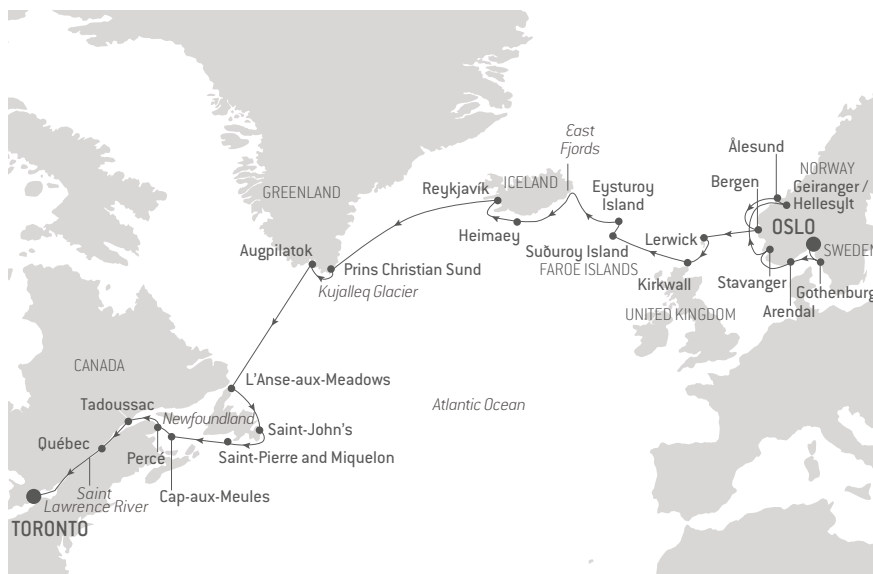 East
Fjords
Ålesund
NORWAY
Bergen
Geiranger /
Hellesylt
Reykjavík
ICELAND
Eysturoy
Island
GREENLAND
OSLO
Heimaey
Lerwick
SWEDEN
Augpilatok
Suðuroy Island
FAROE ISLANDS
Prins Christian Sund
Kirkwall
Stavanger
Kujalleq Glacier
Gothenburg
Arendal
UNITED KINGDOM
CANADA
L'Anse-aux-Meadows
Tadoussac
Atlantic Ocean
Newfoundland
Saint-John's
Québec
Percé
Saint-Pierre and Miquelon
Saint
Lawrence River
Cap-aux-Meules
TORONTO